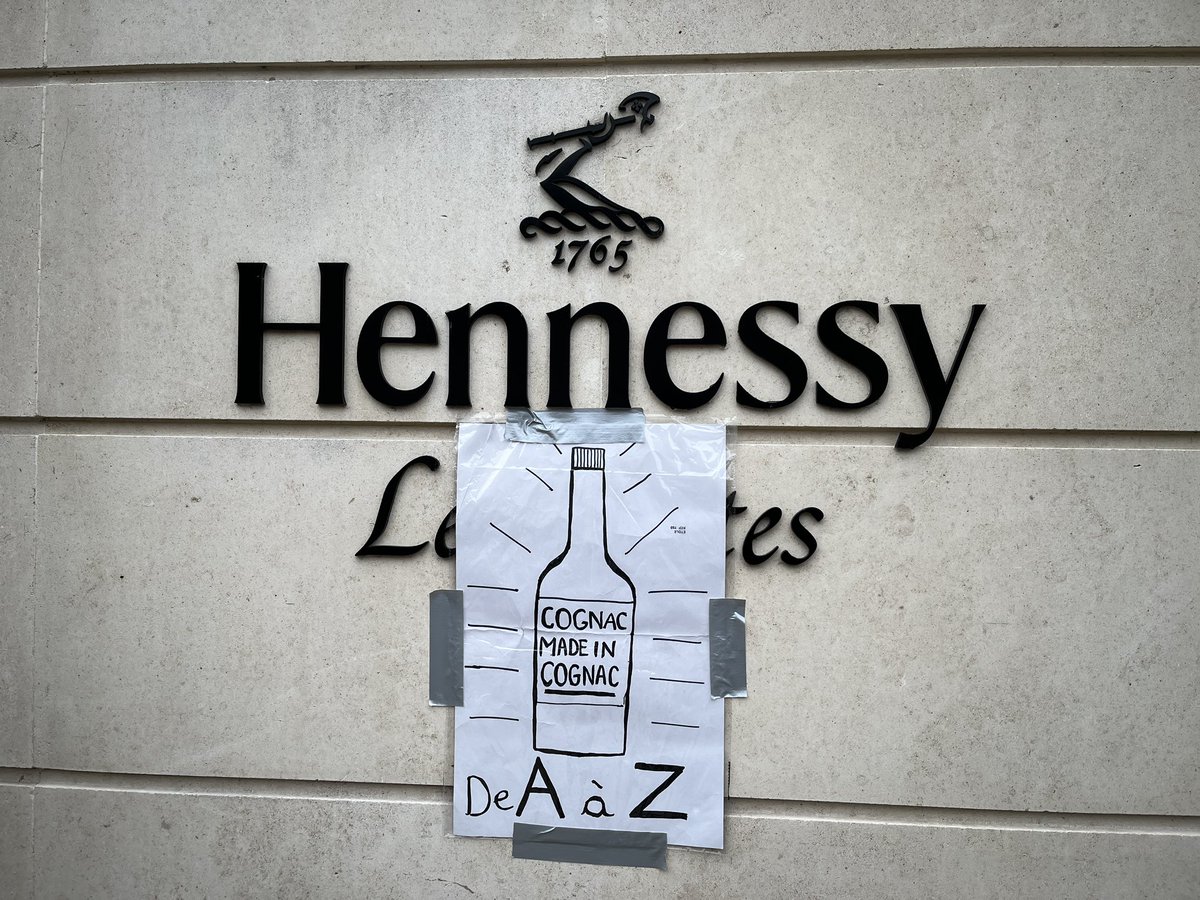 1765
Hennessy
Le
tes
COGNAC
MADE IN
COGNAC
De A à Z